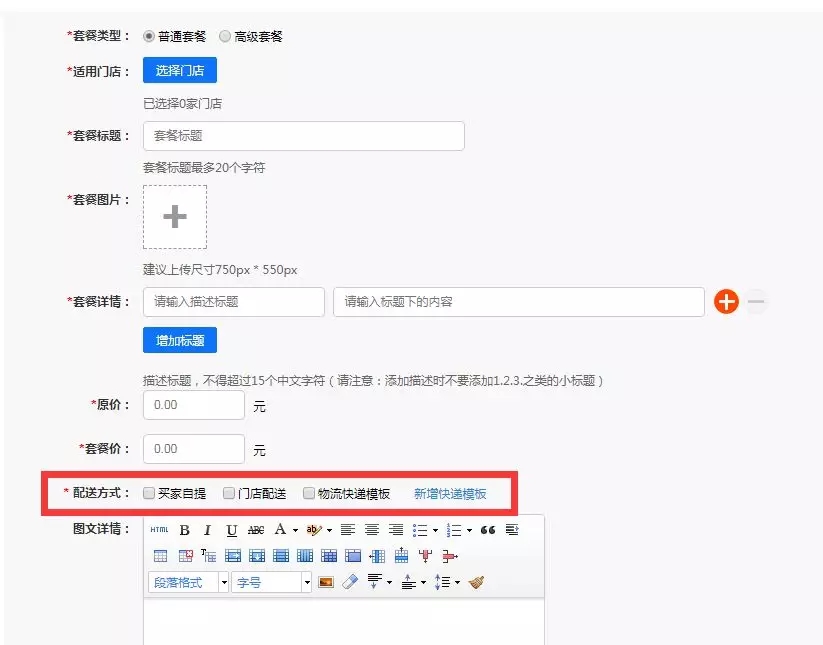 *套餐类型： 普通套餐 高级套餐
*适用门店： 选择门店
已选择0家门店
*套餐标题： 套餐标题
套餐标题最多20个字符
*套餐图片：
建议上传尺寸750px * 550px
*套餐详情： 请输入描述标题 请输入标题下的内容
增加标题
描述标题，不得超过15个中文字符（请注意：添加描述时不要添加1.2.3.之类的小标题）
*原价： 0.00 元
*套餐价： 0.00 元
*配送方式： 买家自提 门店配送 物流快递模板 新增快递模板
图文详情： HTML B I U ABC A ab
段落格式 字号